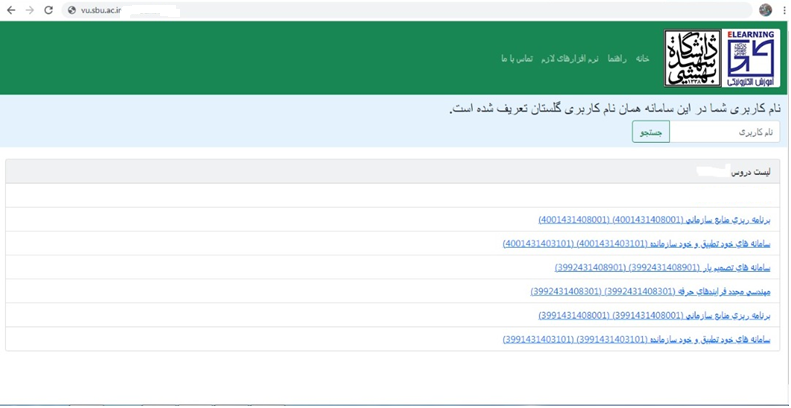 vu.sbu.ac.ir
ELEARNING
آموزش الکترونیکی
دانشگاه
شهید
بهشتی
۱۳۳۸
خانه راهنما نرم افزارهای لازم تماس با ما
نام کاربری شما در این سامانه همان نام کاربری گلستان تعریف شده است.
نام کاربری جستجو
لیست دروس
برنامه ریزی منابع سازمانی (4001431408001) (4001431408001)
سامانه های خود تطبیق و خود سازمانده (4001431403101) (4001431403101)
سامانه های تصمیم یار (3992431408901) (3992431408901)
مهندسی مجدد فرایندهای حرفه (3992431408301) (3992431408301)
برنامه ریزی منابع سازمانی (3991431408001) (3991431408001)
سامانه های خود تطبیق و خود سازمانده (3991431403101) (3991431403101)